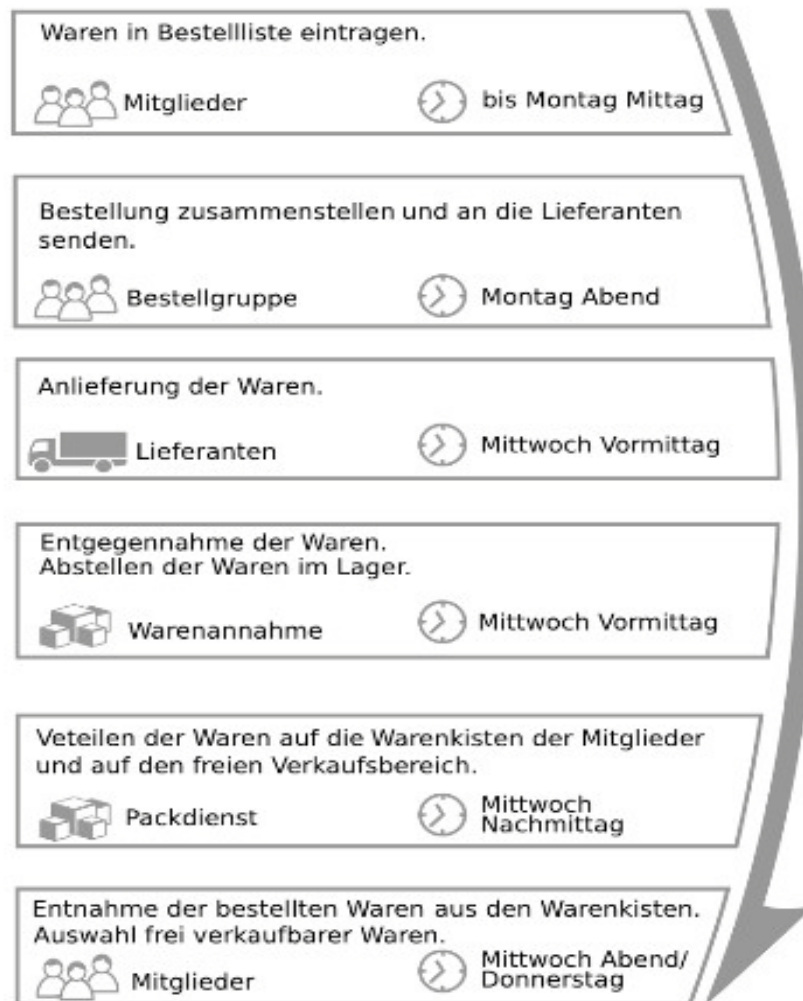 Waren in Bestellliste eintragen.
Mitglieder
bis Montag Mittag
Bestellung zusammenstellen und an die Lieferanten
senden.
Bestellgruppe
Montag Abend
Anlieferung der Waren.
Lieferanten
Mittwoch Vormittag
Entgegennahme der Waren.
Abstellen der Waren im Lager.
Warenannahme
Mittwoch Vormittag
Veteilen der Waren auf die Warenkisten der Mitglieder
und auf den freien Verkaufsbereich.
Packdienst
Mittwoch
Nachmittag
Entnahme der bestellten Waren aus den Warenkisten.
Auswahl frei verkaufbarer Waren.
Mitglieder
Mittwoch Abend/
Donnerstag